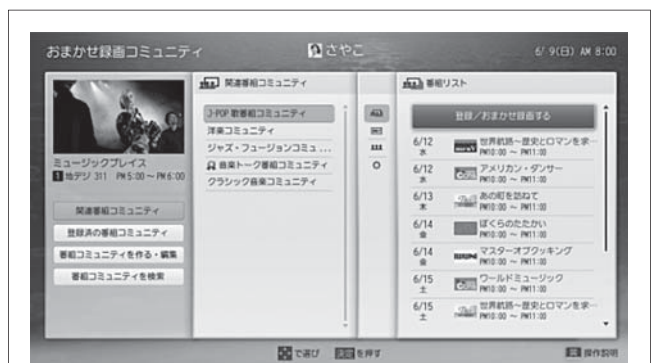 おまかせ録画コミュニティ
さやこ
6/ 9(日) AM 8:00
ミュージックプレイス
1 地デジ 311 PM 5:00 ~ PM 6:00
関連番組コミュニティ
登録済の番組コミュニティ
番組コミュニティを作る・編集
番組コミュニティを検索
関連番組コミュニティ
J-POP 歌番組コミュニティ
洋楽コミュニティ
ジャズ・フュージョンコミュ...
音楽トーク番組コミュニティ
クラシック音楽コミュニティ
番組リスト
登録/おまかせ録画する
6/12 世界航路~歴史とロマンを求…
水 PM10:00 ~ PM11:00
6/12 アメリカン・ダンサー
水 PM10:00 ~ PM11:00
6/13 あの町を訪ねて
木 PM10:00 ~ PM11:00
6/14 ぼくらのたたかい
金 PM10:00 ~ PM11:00
6/14 マスターオブクッキング
金 PM10:00 ~ PM11:00
6/15 ワールドミュージック
土 PM10:00 ~ PM11:00
6/15 世界航路~歴史とロマンを求…
土 PM10:00 ~ PM11:00
で選び 決定 を押す
操作説明